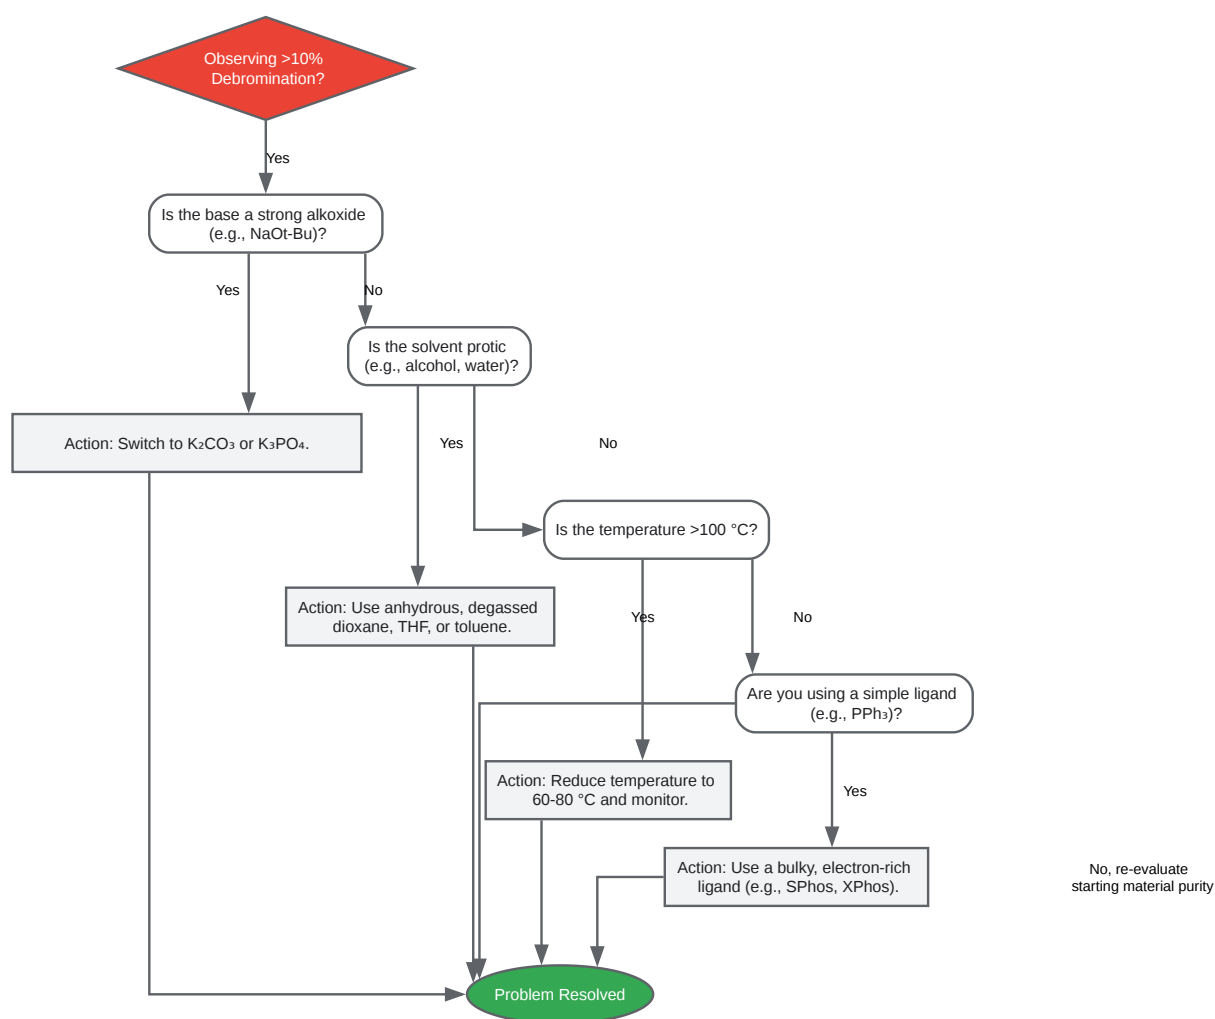 Observing >10%
Debromination?
Yes
Is the base a strong alkoxide
(e.g., NaOt-Bu)?
Yes
No
Is the solvent protic
(e.g., alcohol, water)?
Action: Switch to K₂CO₃ or K₃PO₄.
Yes
No
Is the temperature >100 °C?
Action: Use anhydrous, degassed
dioxane, THF, or toluene.
Yes
No
Are you using a simple ligand
(e.g., PPh₃)?
Action: Reduce temperature to
60-80 °C and monitor.
Yes
Action: Use a bulky, electron-rich
ligand (e.g., SPhos, XPhos).
No, re-evaluate
starting material purity
Problem Resolved